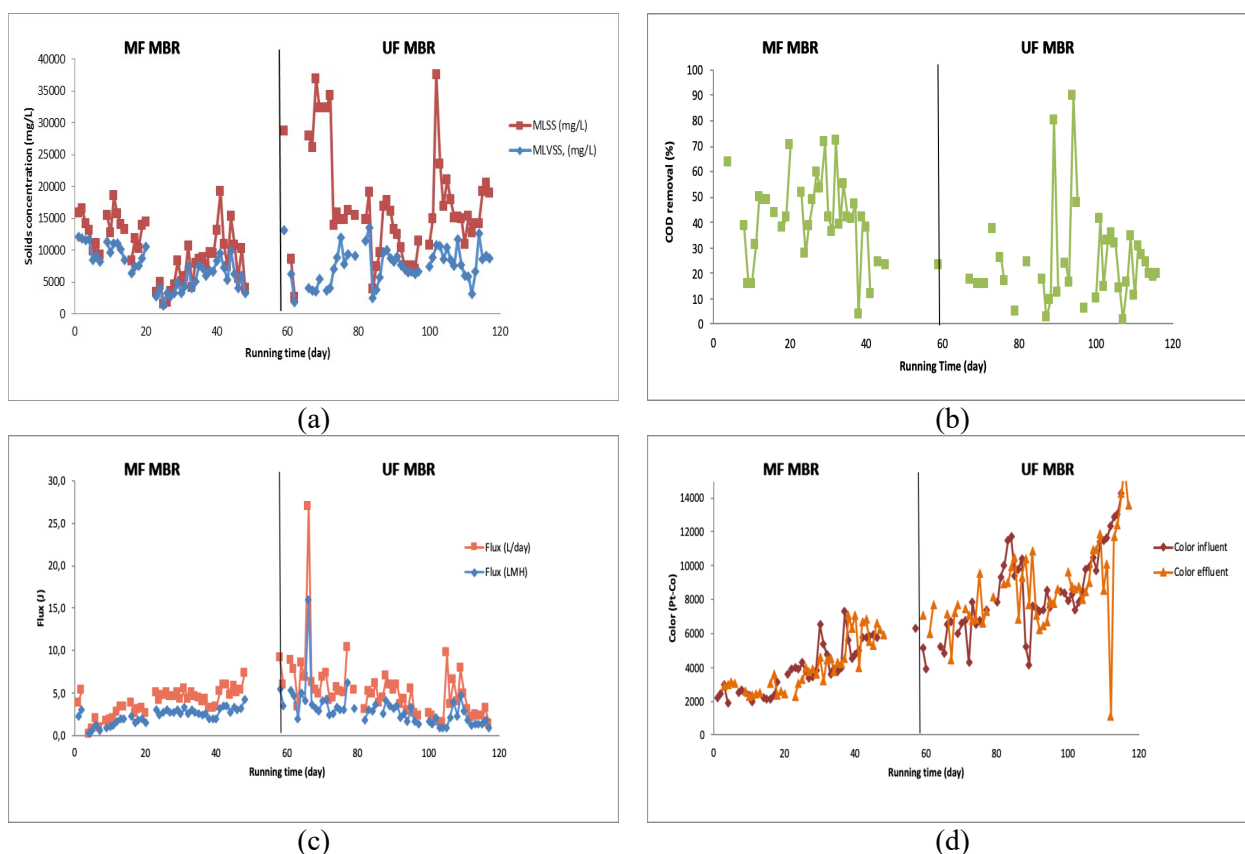 MF MBR
UF MBR
Solids concentration (mg/L)
40000
35000
30000
25000
20000
15000
10000
5000
0
0
20
40
60
80
100
120
Running time (day)
MLSS (mg/L)
MLVSS, (mg/L)
(a)
MF MBR
UF MBR
COD removal (%)
100
90
80
70
60
50
40
30
20
10
0
0
20
40
60
80
100
120
Running Time (day)
(b)
MF MBR
UF MBR
Flux (J)
30,0
25,0
20,0
15,0
10,0
5,0
0,0
0
20
40
60
80
100
120
Running time (day)
Flux (L/day)
Flux (LMH)
(c)
MF MBR
UF MBR
Color (Pt-Co)
14000
12000
10000
8000
6000
4000
2000
0
0
20
40
60
80
100
120
Running time (day)
Color influent
Color effluent
(d)